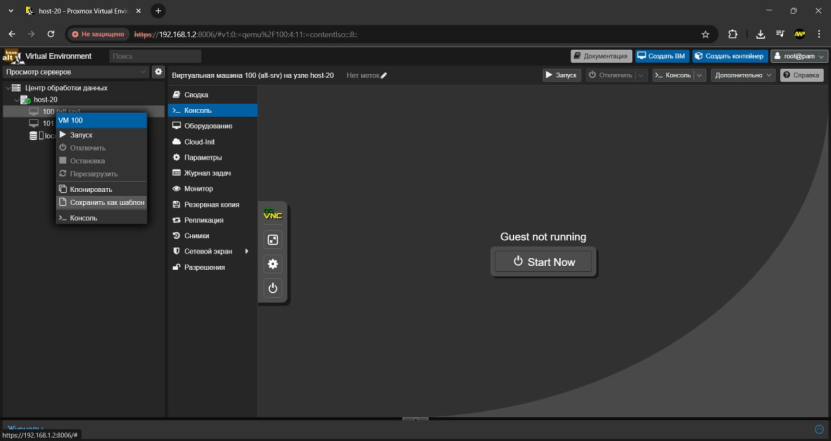 host-20 - Proxmox Virtual Envir
Не защищено https://192.168.1.2:8006/#v1:0:=qemu%2F100:4:11:=contentIso::8::
alt Virtual Environment Поиск Документация Создать ВМ Создать контейнер root@pam
Просмотр серверов
Виртуальная машина 100 (alt-srv) на узле host-20 Нет меток Запуск Отключить Консоль Дополнительно Справка
Центр обработки данных
host-20
100
101
VM 100
Запуск
Отключить
Остановка
Перезагрузить
Клонировать
Сохранить как шаблон
Консоль
Сводка
Консоль
Оборудование
Cloud-Init
Параметры
Журнал задач
Монитор
Резервная копия
Репликация
Снимки
Сетевой экран
Разрешения
VNC
Guest not running
Start Now
Журналы
https://192.168.1.2:8006/#